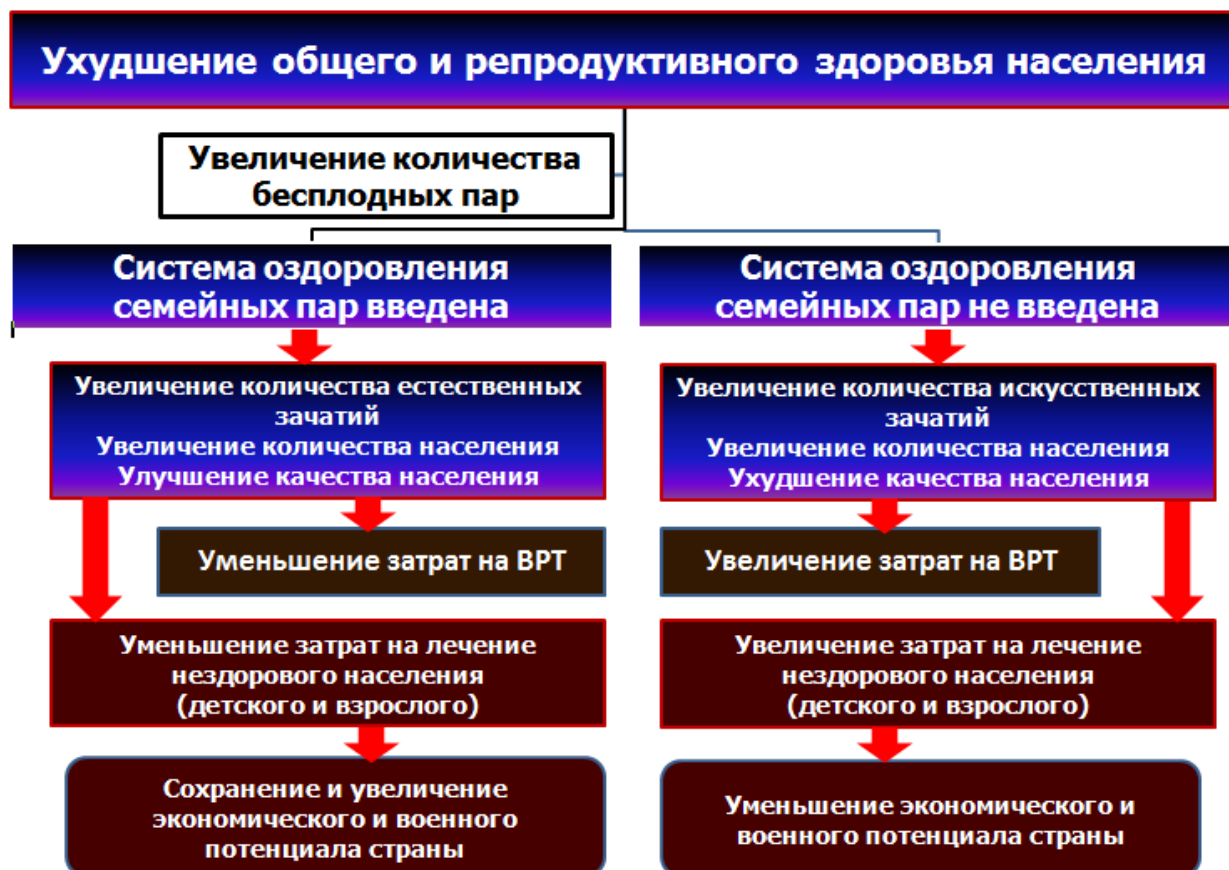 Ухудшение общего и репродуктивного здоровья населения
Увеличение количества
бесплодных пар
Система оздоровления
семейных пар введена
Увеличение количества естественных
зачатий
Увеличение количества населения
Улучшение качества населения
Уменьшение затрат на ВРТ
Уменьшение затрат на лечение
нездорового населения
(детского и взрослого)
Сохранение и увеличение
экономического и военного
потенциала страны
Система оздоровления
семейных пар не введена
Увеличение количества искусственных
зачатий
Увеличение количества населения
Ухудшение качества населения
Увеличение затрат на ВРТ
Увеличение затрат на лечение
нездорового населения
(детского и взрослого)
Уменьшение экономического и
военного потенциала страны